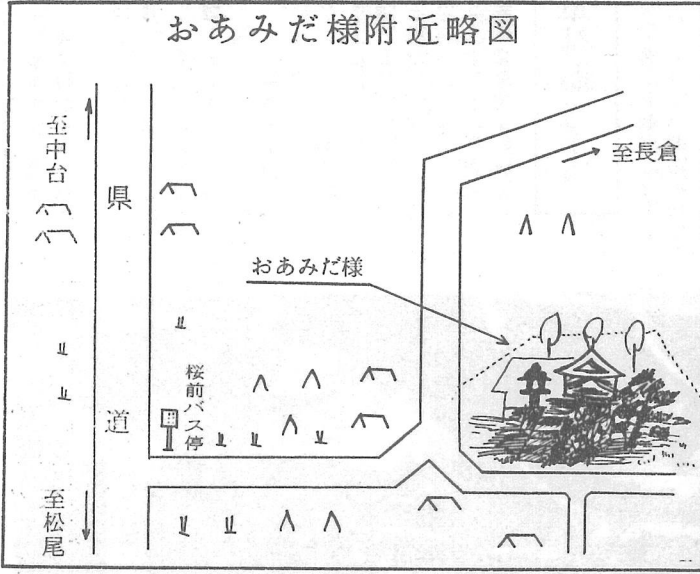 おあみだ様附近略図
至中台
県道
至長倉
おあみだ様
桜前バス停
至松尾